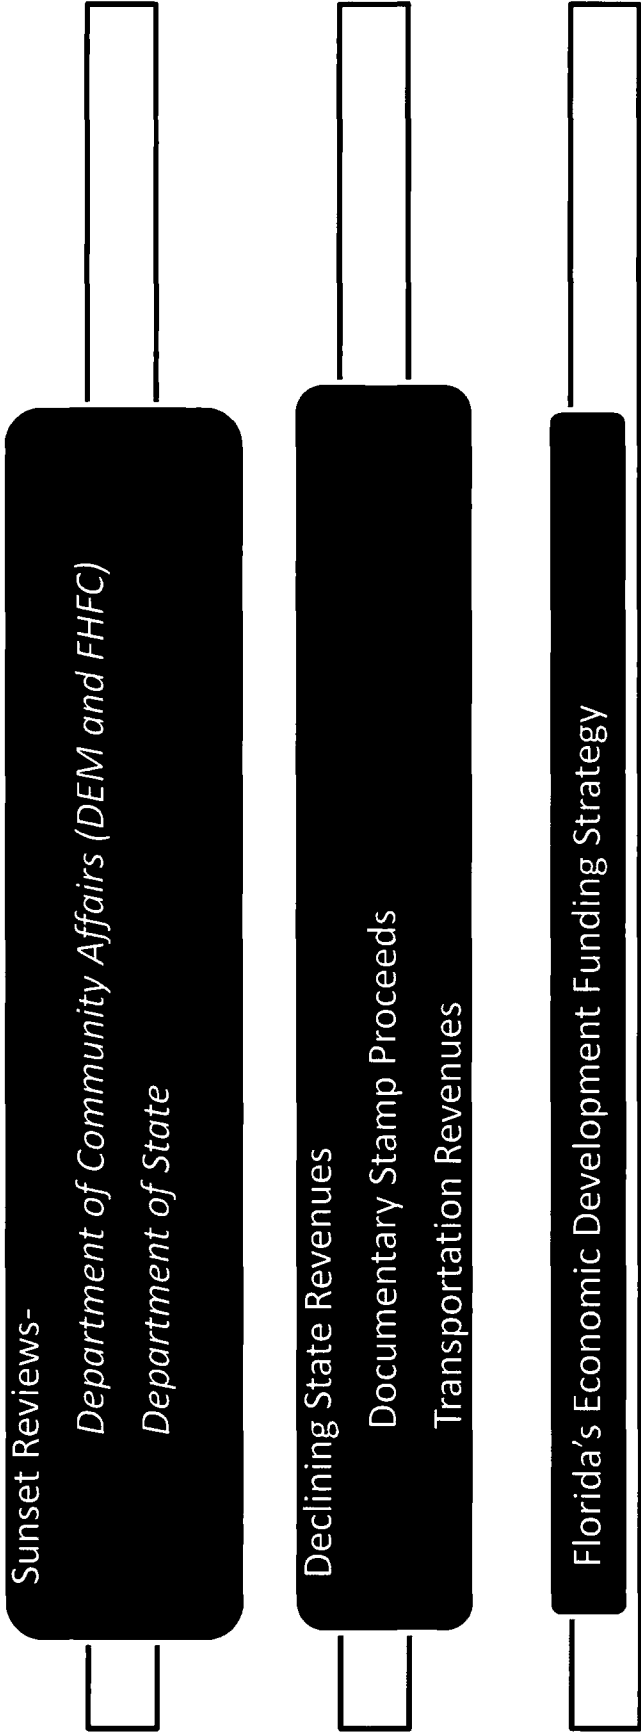 Sunset Reviews-
Department of Community Affairs (DEM and FHFC)
Department of State
Declining State Revenues
Documentary Stamp Proceeds
Transportation Revenues
Florida's Economic Development Funding Strategy